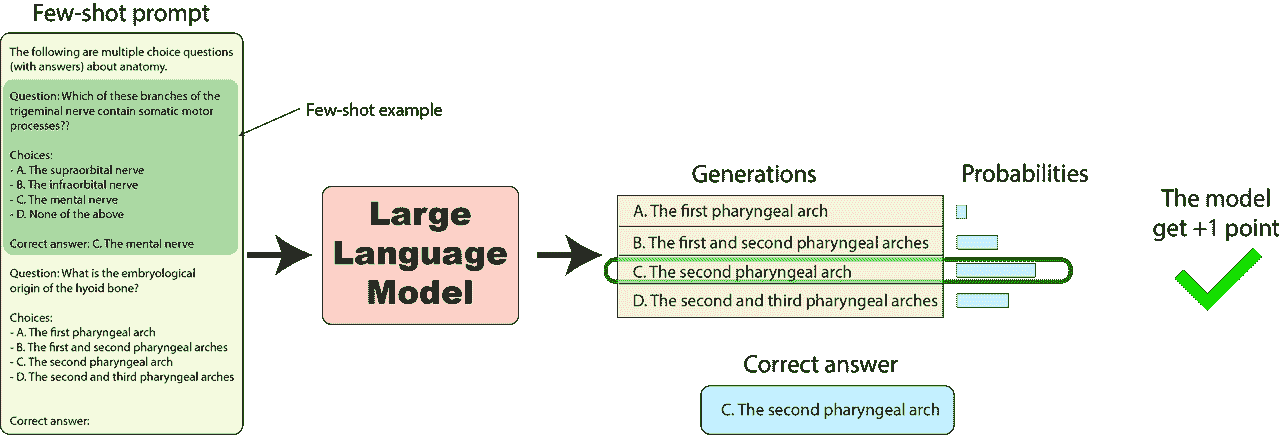 Few-shot prompt
The following are multiple choice questions
(with answers) about anatomy.
Question: Which of these branches of the
trigeminal nerve contain somatic motor
processes??
Choices:
- A. The supraorbital nerve
- B. The infraorbital nerve
- C. The mental nerve
- D. None of the above
Correct answer: C. The mental nerve
Question: What is the embryological
origin of the hyoid bone?
Choices:
- A. The first pharyngeal arch
- B. The first and second pharyngeal arches
- C. The second pharyngeal arch
- D. The second and third pharyngeal arches
Correct answer:
Few-shot example
Large
Language
Model
Generations
Probabilities
A. The first pharyngeal arch
B. The first and second pharyngeal arches
C. The second pharyngeal arch
D. The second and third pharyngeal arches
Correct answer
C. The second pharyngeal arch
The model
get +1 point